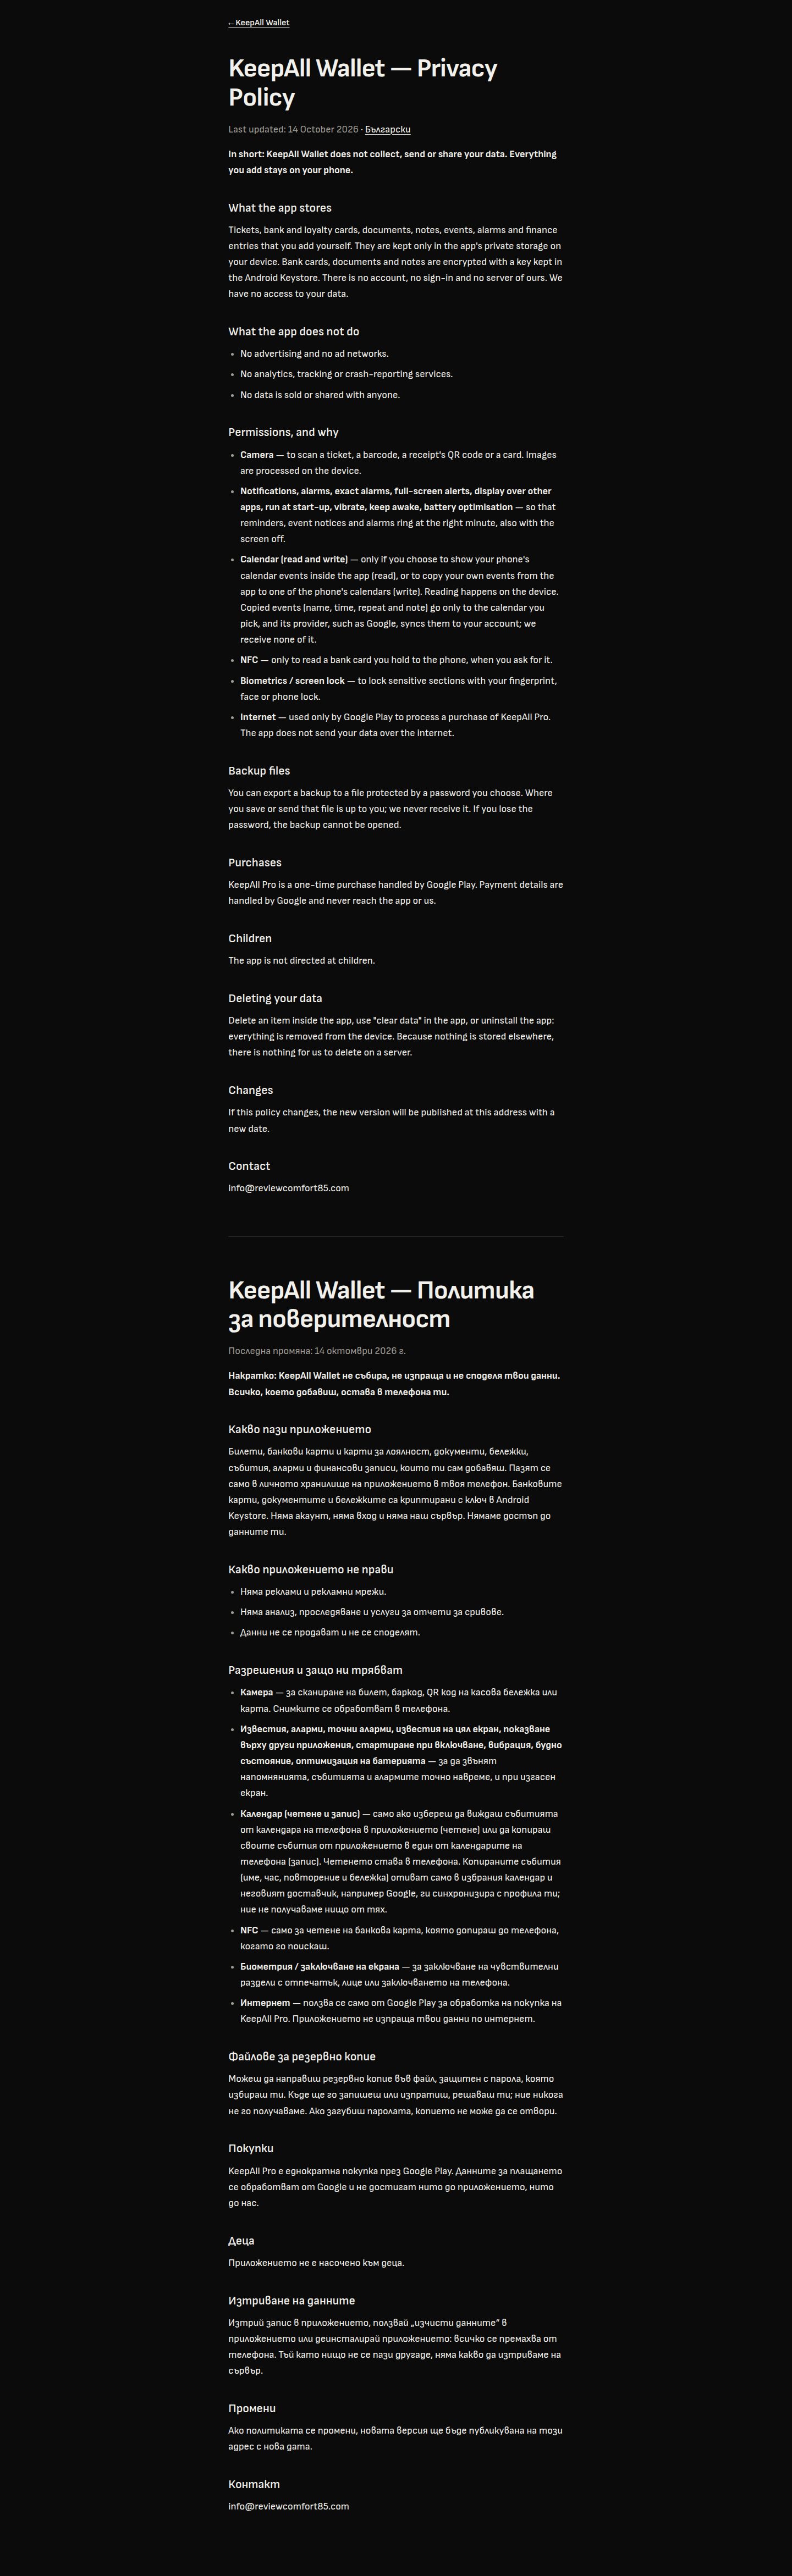 ← KeepAll Wallet
KeepAll Wallet — Privacy
Policy
Last updated: 14 October 2026 · Български
In short: KeepAll Wallet does not collect, send or share your data. Everything
you add stays on your phone.
What the app stores
Tickets, bank and loyalty cards, documents, notes, events, alarms and finance
entries that you add yourself. They are kept only in the app's private storage on
your device. Bank cards, documents and notes are encrypted with a key kept in
the Android Keystore. There is no account, no sign-in and no server of ours. We
have no access to your data.
What the app does not do
• No advertising and no ad networks.
• No analytics, tracking or crash-reporting services.
• No data is sold or shared with anyone.
Permissions, and why
• Camera — to scan a ticket, a barcode, a receipt's QR code or a card. Images
are processed on the device.
• Notifications, alarms, exact alarms, full-screen alerts, display over other
apps, run at start-up, vibrate, keep awake, battery optimisation — so that
reminders, event notices and alarms ring at the right minute, also with the
screen off.
• Calendar (read and write) — only if you choose to show your phone's
calendar events inside the app (read), or to copy your own events from the
app to one of the phone's calendars (write). Reading happens on the device.
Copied events (name, time, repeat and note) go only to the calendar you
pick, and its provider, such as Google, syncs them to your account; we
receive none of it.
• NFC — only to read a bank card you hold to the phone, when you ask for it.
• Biometrics / screen lock — to lock sensitive sections with your fingerprint,
face or phone lock.
• Internet — used only by Google Play to process a purchase of KeepAll Pro.
The app does not send your data over the internet.
Backup files
You can export a backup to a file protected by a password you choose. Where
you save or send that file is up to you; we never receive it. If you lose the
password, the backup cannot be opened.
Purchases
KeepAll Pro is a one-time purchase handled by Google Play. Payment details are
handled by Google and never reach the app or us.
Children
The app is not directed at children.
Deleting your data
Delete an item inside the app, use "clear data" in the app, or uninstall the app:
everything is removed from the device. Because nothing is stored elsewhere,
there is nothing for us to delete on a server.
Changes
If this policy changes, the new version will be published at this address with a
new date.
Contact
info@reviewcomfort85.com
KeepAll Wallet — Политика
за поверителност
Последна промяна: 14 октомври 2026 г.
Накратко: KeepAll Wallet не събира, не изпраща и не споделя твои данни.
Всичко, което добавиш, остава в телефона ти.
Какво пази приложението
Билети, банкови карти и карти за лоялност, документи, бележки,
събития, аларми и финансови записи, които ти сам добавяш. Пазят се
само в личното хранилище на приложението в твоя телефон. Банковите
карти, документите и бележките са криптирани с ключ в Android
Keystore. Няма акаунт, няма вход и няма наш сървър. Нямаме достъп до
данните ти.
Какво приложението не прави
• Няма реклами и рекламни мрежи.
• Няма анализ, проследяване и услуги за отчети за сривове.
• Данни не се продават и не се споделят.
Разрешения и защо ни трябват
• Камера — за сканиране на билет, баркод, QR код на касова бележка или
карта. Снимките се обработват в телефона.
• Известия, аларми, точни аларми, известия на цял екран, показване
върху други приложения, стартиране при включване, вибрация, будно
състояние, оптимизация на батерията — за да звънят
напомнянията, събитията и алармите точно навреме, и при изгасен
екран.
• Календар (четене и запис) — само ако избереш да виждаш събитията
от календара на телефона в приложението (четене) или да копираш
своите събития от приложението в един от календарите на
телефона (запис). Четенето става в телефона. Копираните събития
(име, час, повторение и бележка) отиват само в избрания календар и
неговият доставчик, например Google, ги синхронизира с профила ти;
ние не получаваме нищо от тях.
• NFC — само за четене на банкова карта, която допираш до телефона,
когато го поискаш.
• Биометрия / заключване на екрана — за заключване на чувствителни
раздели с отпечатък, лице или заключването на телефона.
• Интернет — ползва се само от Google Play за обработка на покупка на
KeepAll Pro. Приложението не изпраща твои данни по интернет.
Файлове за резервно копие
Можеш да направиш резервно копие във файл, защитен с парола, която
избираш ти. Къде ще го запишеш или изпратиш, решаваш ти; ние никога
не го получаваме. Ако загубиш паролата, копието не може да се отвори.
Покупки
KeepAll Pro е еднократна покупка през Google Play. Данните за плащането
се обработват от Google и не достигат нито до приложението, нито
до нас.
Деца
Приложението не е насочено към деца.
Изтриване на данните
Изтрий запис в приложението, ползвай „изчисти данните“ в
приложението или деинсталирай приложението: всичко се премахва от
телефона. Тъй като нищо не се пази другаде, няма какво да изтриваме на
сървър.
Промени
Ако политиката се промени, новата версия ще бъде публикувана на този
адрес с нова дата.
Контакт
info@reviewcomfort85.com